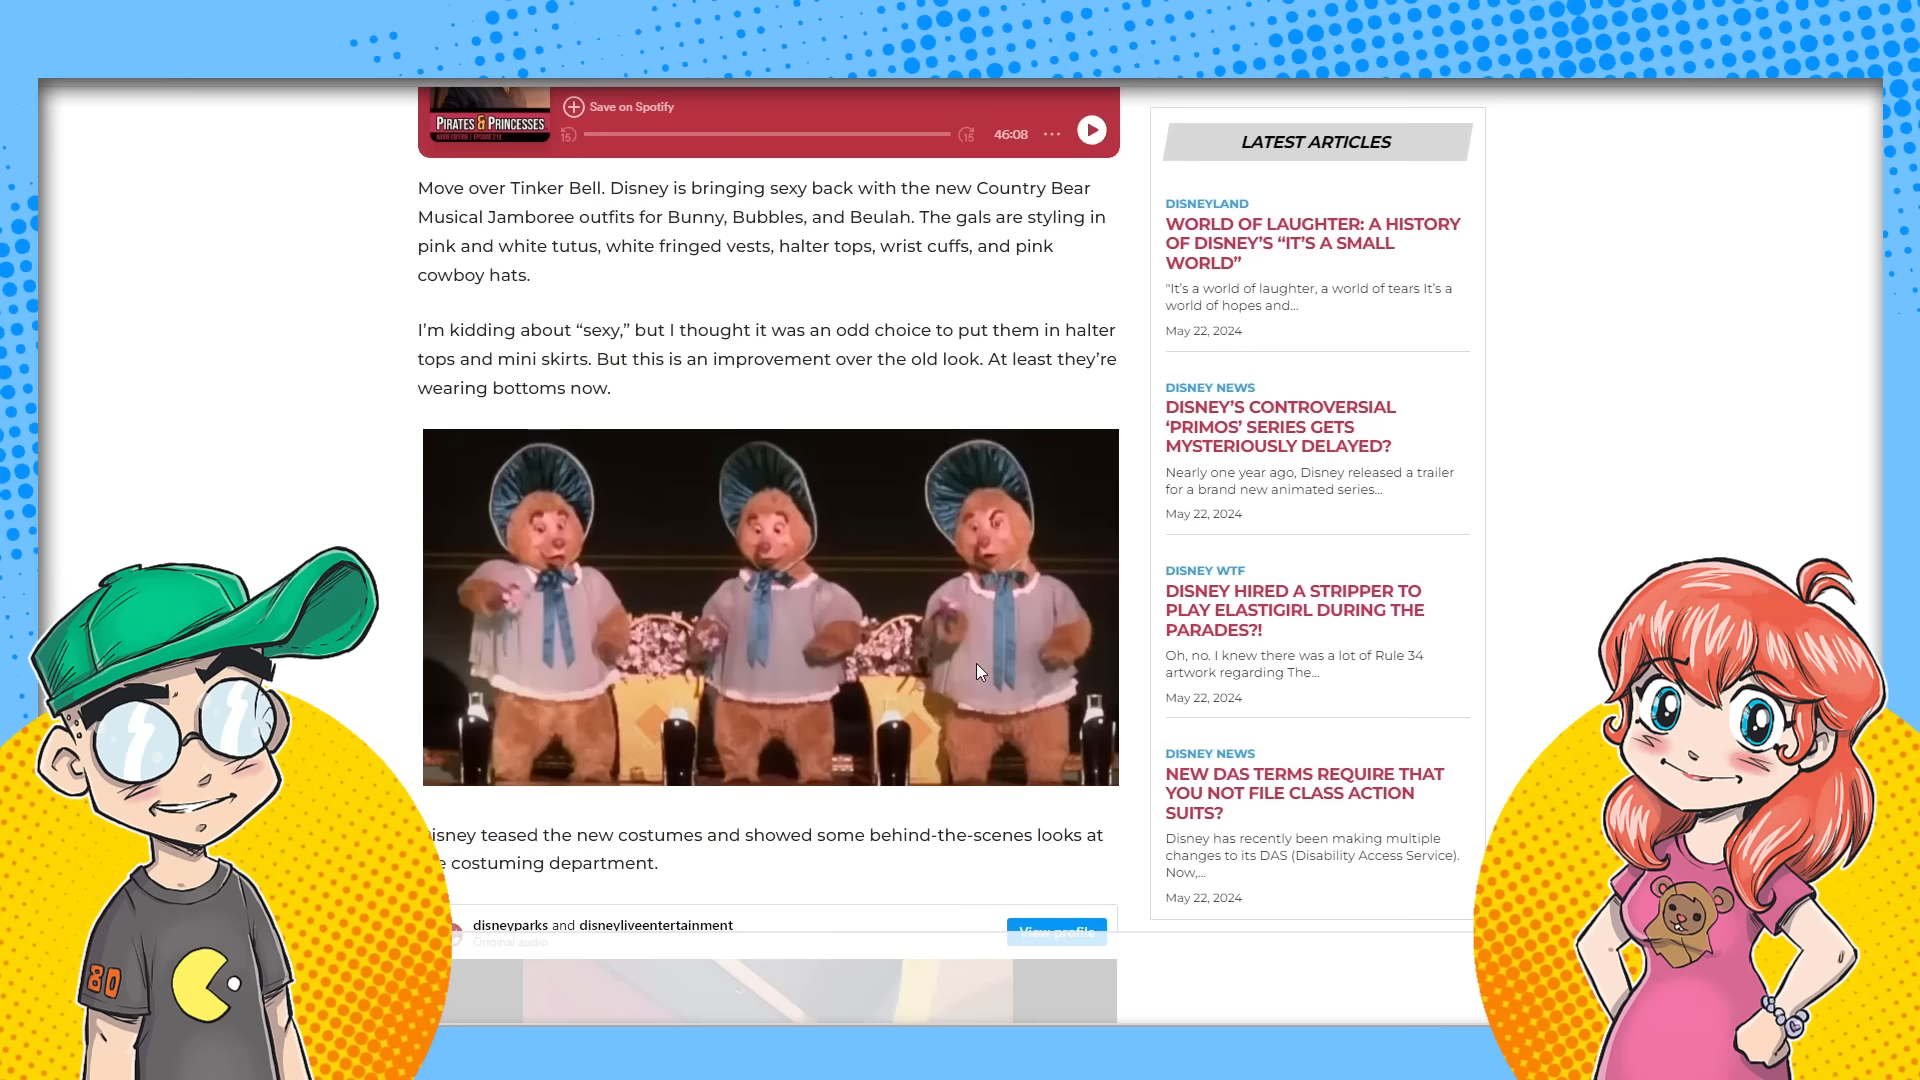 Save on Spotify
PIRATES & PRINCESSES
15
15
46:08
Move over Tinker Bell. Disney is bringing sexy back with the new Country Bear
Musical Jamboree outfits for Bunny, Bubbles, and Beulah. The gals are styling in
pink and white tutus, white fringed vests, halter tops, wrist cuffs, and pink
cowboy hats.
I'm kidding about “sexy,” but I thought it was an odd choice to put them in halter
tops and mini skirts. But this is an improvement over the old look. At least they're
wearing bottoms now.
isney teased the new costumes and showed some behind-the-scenes looks at
e costuming department.
disneyparks and disneyliveentertainment
Original audio
View profile
LATEST ARTICLES
DISNEYLAND
WORLD OF LAUGHTER: A HISTORY
OF DISNEY'S “IT'S A SMALL
WORLD”
"It's a world of laughter, a world of tears It's a
world of hopes and...
May 22, 2024
DISNEY NEWS
DISNEY'S CONTROVERSIAL
‘PRIMOS’ SERIES GETS
MYSTERIOUSLY DELAYED?
Nearly one year ago, Disney released a trailer
for a brand new animated series...
May 22, 2024
DISNEY WTF
DISNEY HIRED A STRIPPER TO
PLAY ELASTIGIRL DURING THE
PARADES?!
Oh, no. I knew there was a lot of Rule 34
artwork regarding The...
May 22, 2024
DISNEY NEWS
NEW DAS TERMS REQUIRE THAT
YOU NOT FILE CLASS ACTION
SUITS?
Disney has recently been making multiple
changes to its DAS (Disability Access Service).
Now,...
May 22, 2024
80